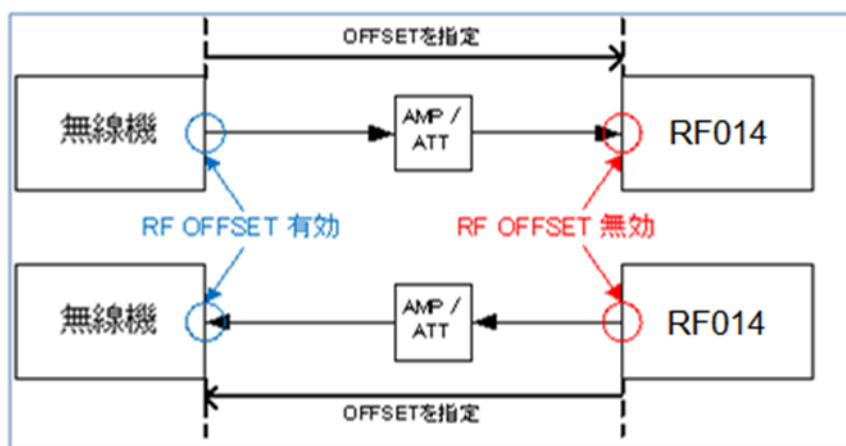 OFFSETを指定
無線機
AMP /
ATT
RF014
RF OFFSET 有効
RF OFFSET 無効
無線機
AMP /
ATT
RF014
OFFSETを指定